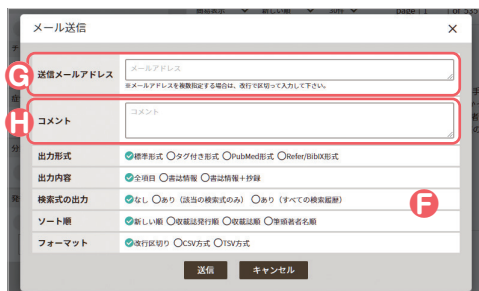 メール送信
×
G
送信メールアドレス
メールアドレス
※メールアドレスを複数指定する場合は、改行で区切って入力して下さい。
H
コメント
コメント
出力形式 標準形式 タグ付き形式 PubMed形式 Refer/BibIX形式
出力内容 全項目 書誌情報 書誌情報+抄録
検索式の出力 なし あり（該当の検索式のみ） あり（すべての検索履歴）
F
ソート順 新しい順 収載誌発行順 収載誌順 筆頭著者名順
フォーマット 改行区切り CSV方式 TSV方式
送信 キャンセル